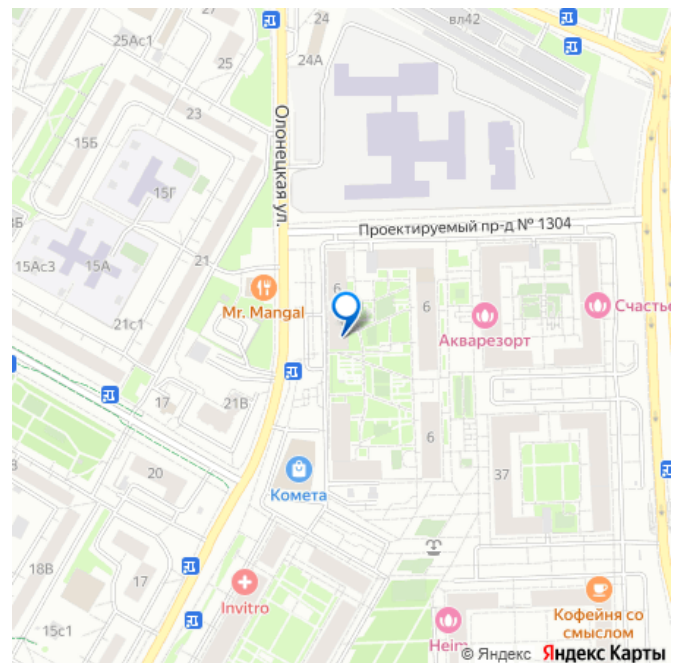 24
27
вл42
25Ас1
25
24А
23
15Б
Олонецкая ул.
15Г
Проектируемый пр-д № 1304
15Ас3
15А
21
6
Mr. Mangal
6
Счастье
Акварезорт
21с1
17
21В
6
20
37
Комета
18В
17
Invitro
15с1
Heim
Кофейня со
смыслом
© Яндекс Яндекс Карты